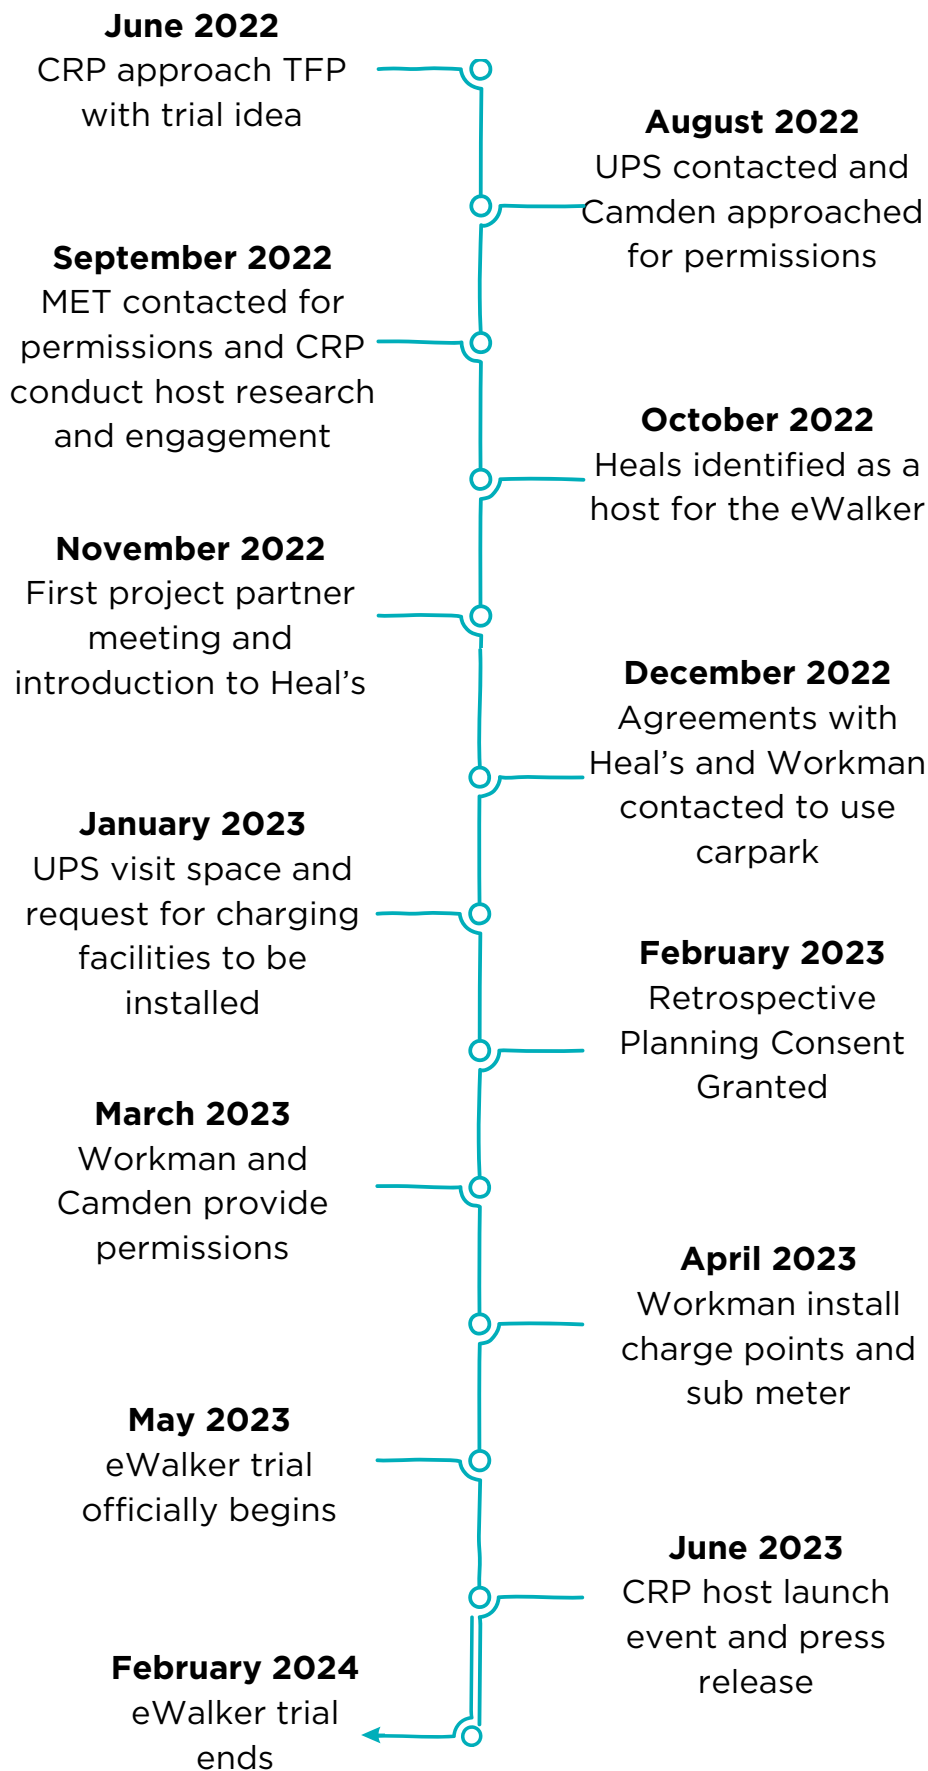 June 2022
CRP approach TFP
with trial idea
August 2022
UPS contacted and
Camden approached
for permissions
September 2022
MET contacted for
permissions and CRP
conduct host research
and engagement
October 2022
Heals identified as a
host for the eWalker
November 2022
First project partner
meeting and
introduction to Heal's
December 2022
Agreements with
Heal's and Workman
contacted to use
carpark
January 2023
UPS visit space and
request for charging
facilities to be
installed
February 2023
Retrospective
Planning Consent
Granted
March 2023
Workman and
Camden provide
permissions
April 2023
Workman install
charge points and
sub meter
May 2023
eWalker trial
officially begins
June 2023
CRP host launch
event and press
release
February 2024
eWalker trial
ends